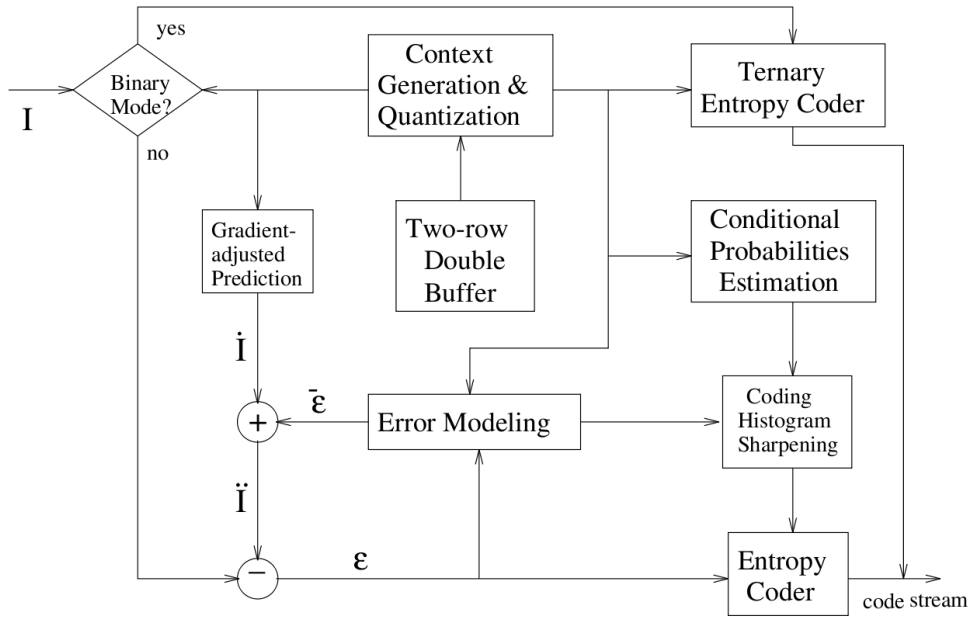 yes
Binary
Mode?
I
no
Context
Generation &
Quantization
Ternary
Entropy Coder
Gradient-
adjusted
Prediction
Two-row
Double
Buffer
Conditional
Probabilities
Estimation
İ
ε̄
+
Error Modeling
Coding
Histogram
Sharpening
Ï
−
ε
Entropy
Coder
code stream